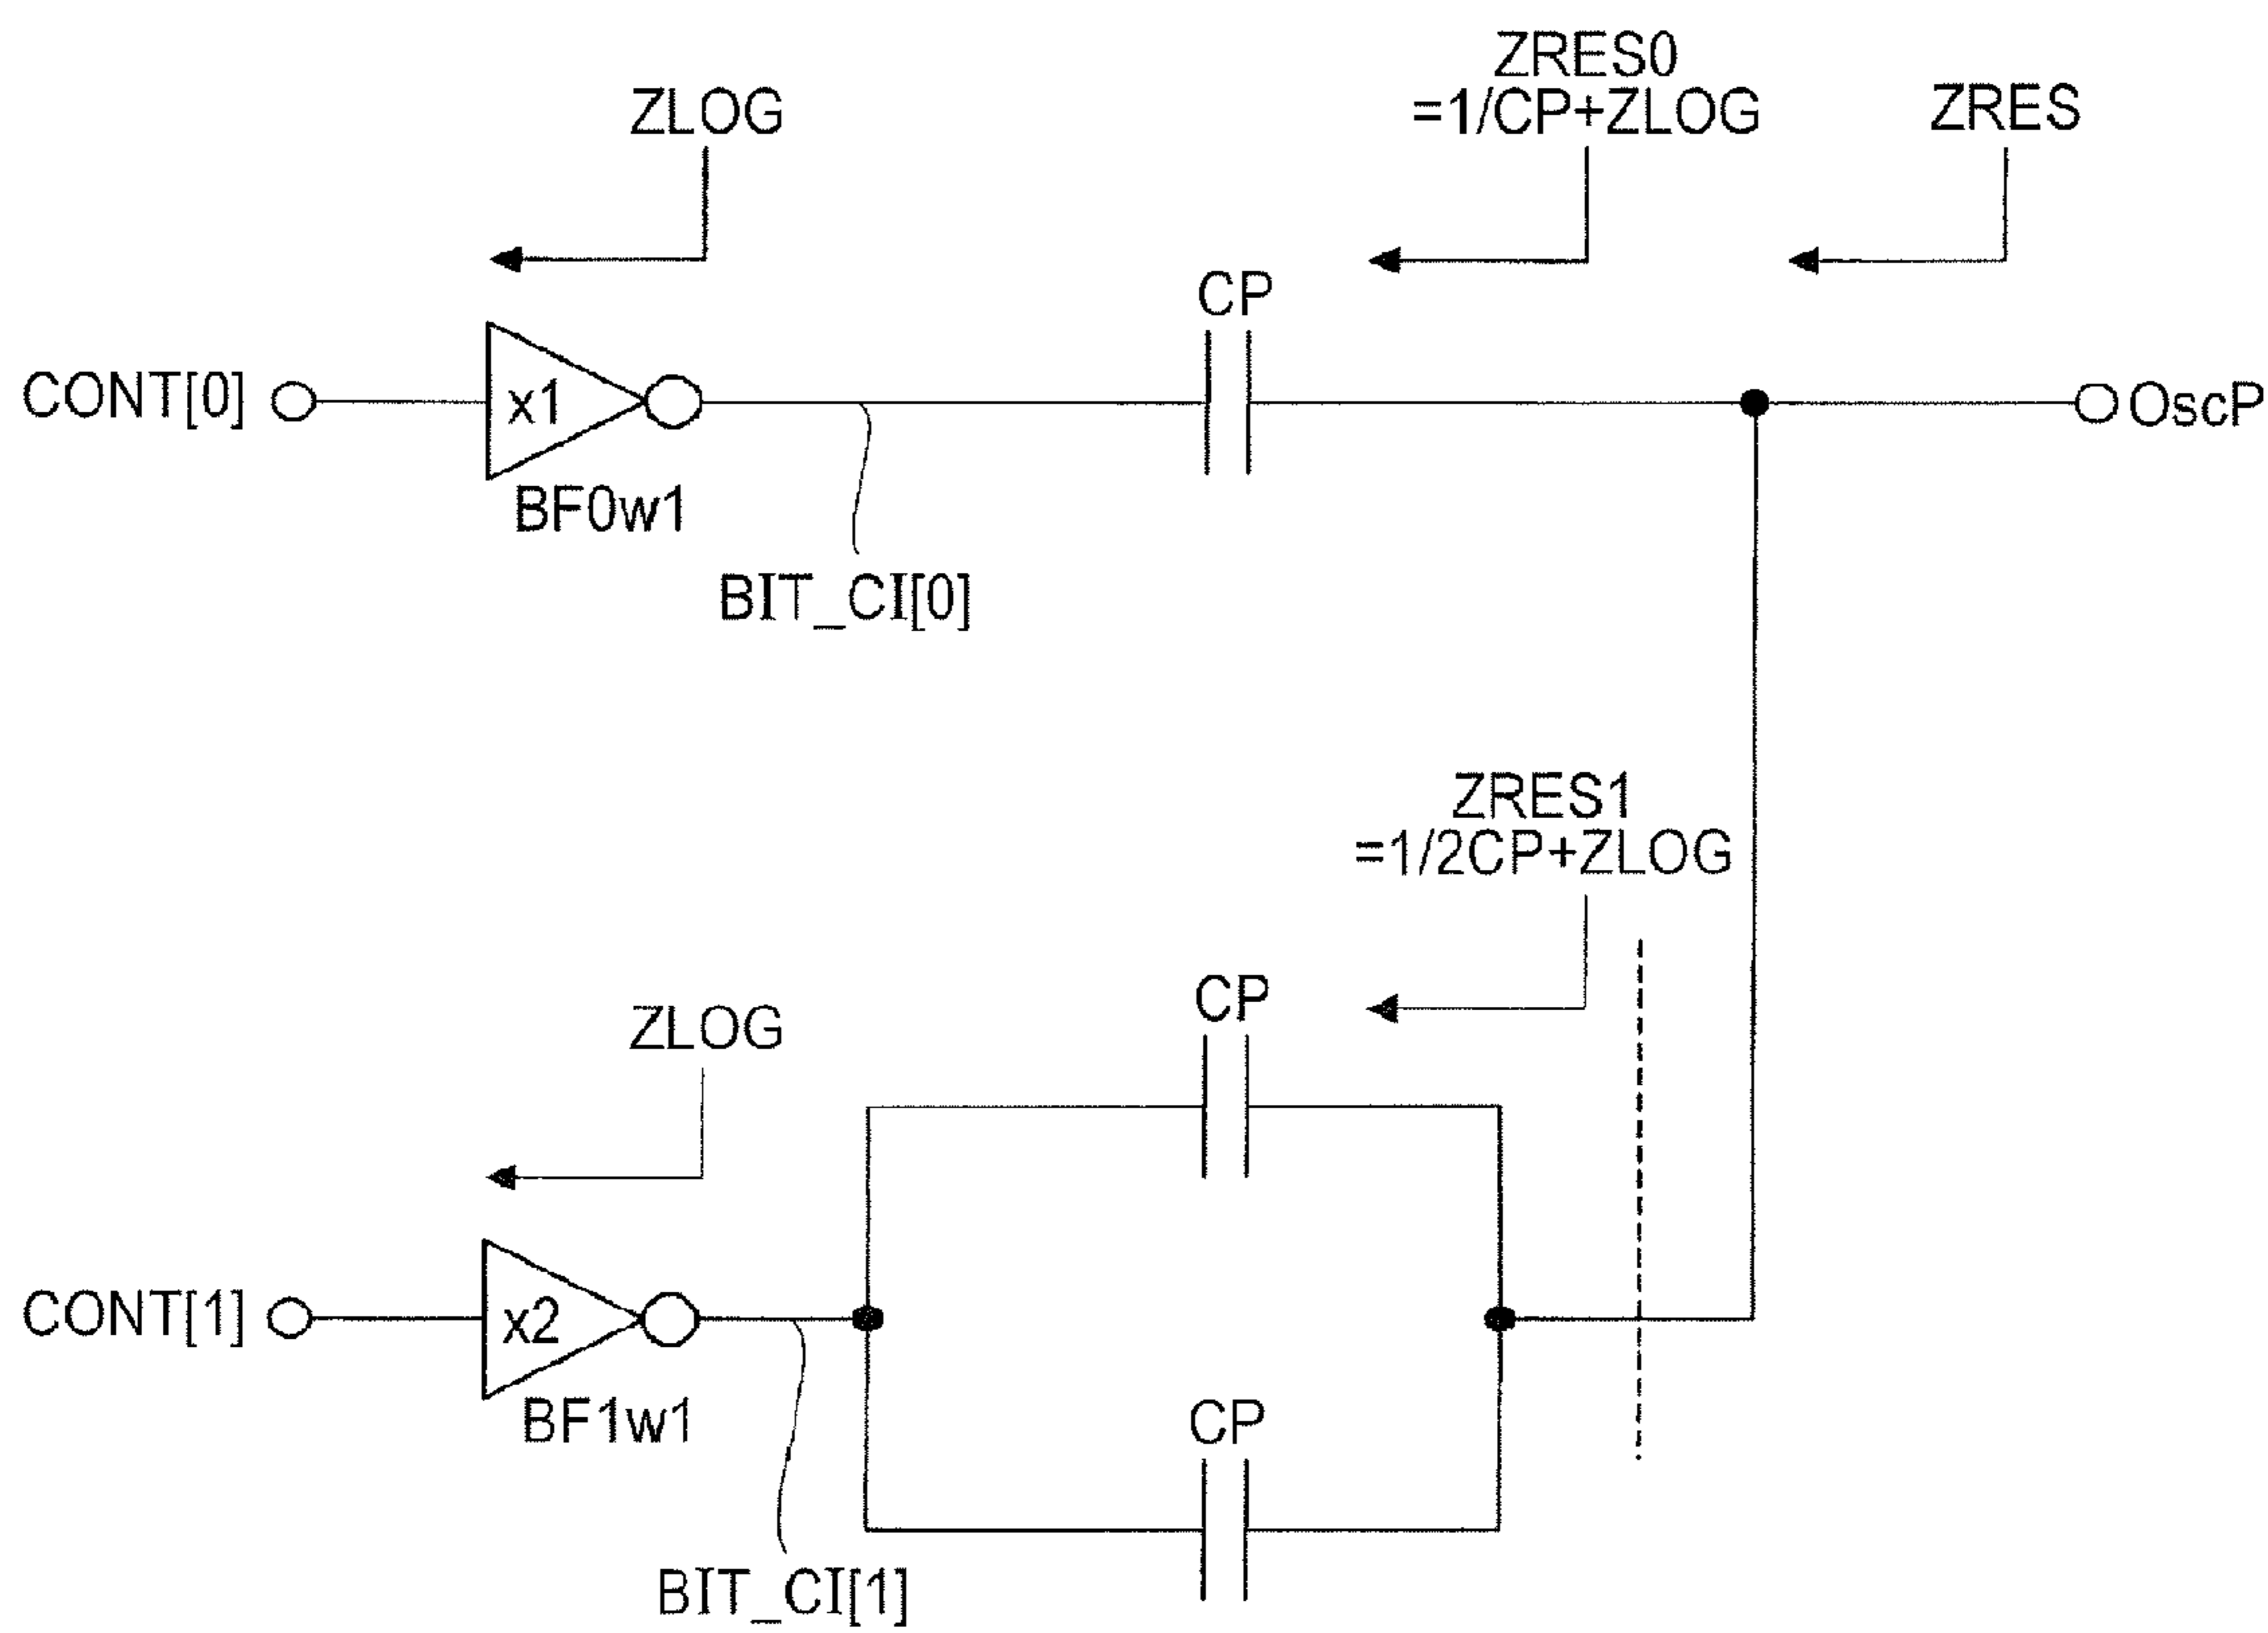 ZRES0
=1/CP+ZLOG
ZLOG
ZRES
CP
CONT[0]
x1
OscP
BF0w1
BIT_CI[0]
ZRES1
=1/2CP+ZLOG
CP
ZLOG
CONT[1]
x2
BF1w1
CP
BIT_CI[1]